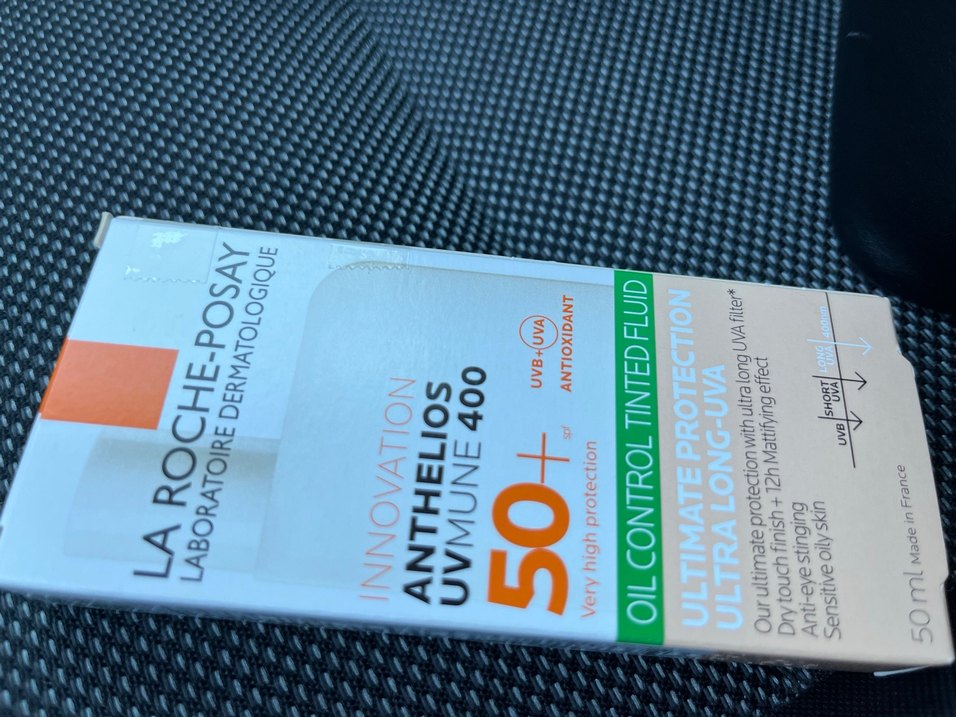 LA ROCHE-POSAY
LABORATOIRE DERMATOLOGIQUE
INNOVATION
ANTHELIOS
UVMUNE 400
50+
spf
UVB+UVA
ANTIOXIDANT
Very high protection
OIL CONTROL TINTED FLUID
ULTIMATE PROTECTION
ULTRA LONG-UVA
Our ultimate protection with ultra long UVA filter*
Dry touch finish + 12h Mattifying effect
Anti-eye stinging
Sensitive oily skin
UVB
SHORT
UVA
LONG
UVA
400nm
50 ml Made in France